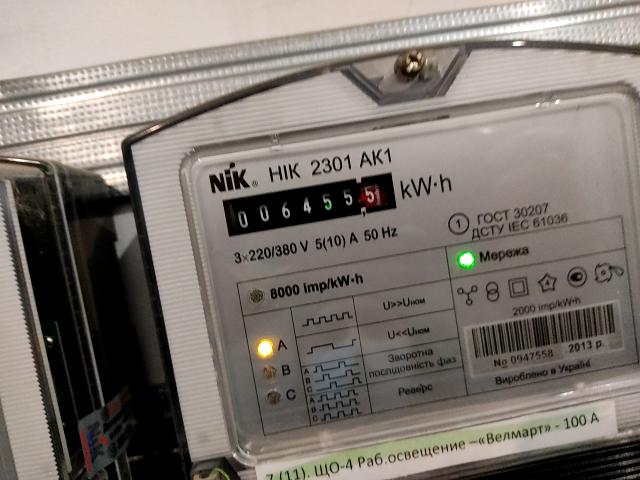 NiK® НІК 2301 АК1
0 0 6 4 5 5 5 kW·h
3×220/380 V 5(10) A 50 Hz
1 ГОСТ 30207
ДСТУ ІЕС 61036
8000 imp/kW·h
Мережа
A U>>Uном
B U<<Uном
C Зворотна
послідовність фаз
Реверс
A
B
C
A
B
C
2000 imp/kW·h
No 0947558 2013 р.
Вироблено в Україні
7 (11). ЩО-4 Раб.освещение –«Велмарт» - 100 А